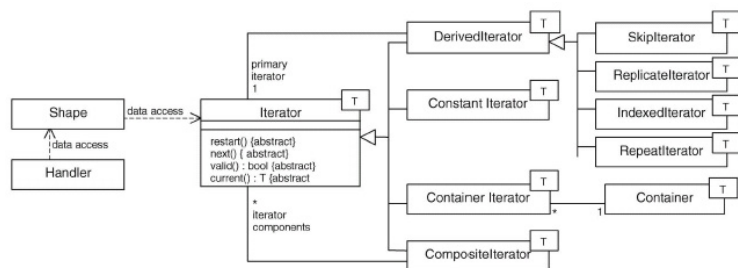 T
DerivedIterator
T
SkipIterator
primary
iterator
1
T
ReplicateIterator
T
Iterator
T
Constant Iterator
T
IndexedIterator
Shape
data access
T
RepeatIterator
data access
restart() {abstract}
next() { abstract}
valid() : bool {abstract}
current() : T {abstract
Handler
T
Container Iterator
*
1
T
Container
*
iterator
components
T
CompositeIterator